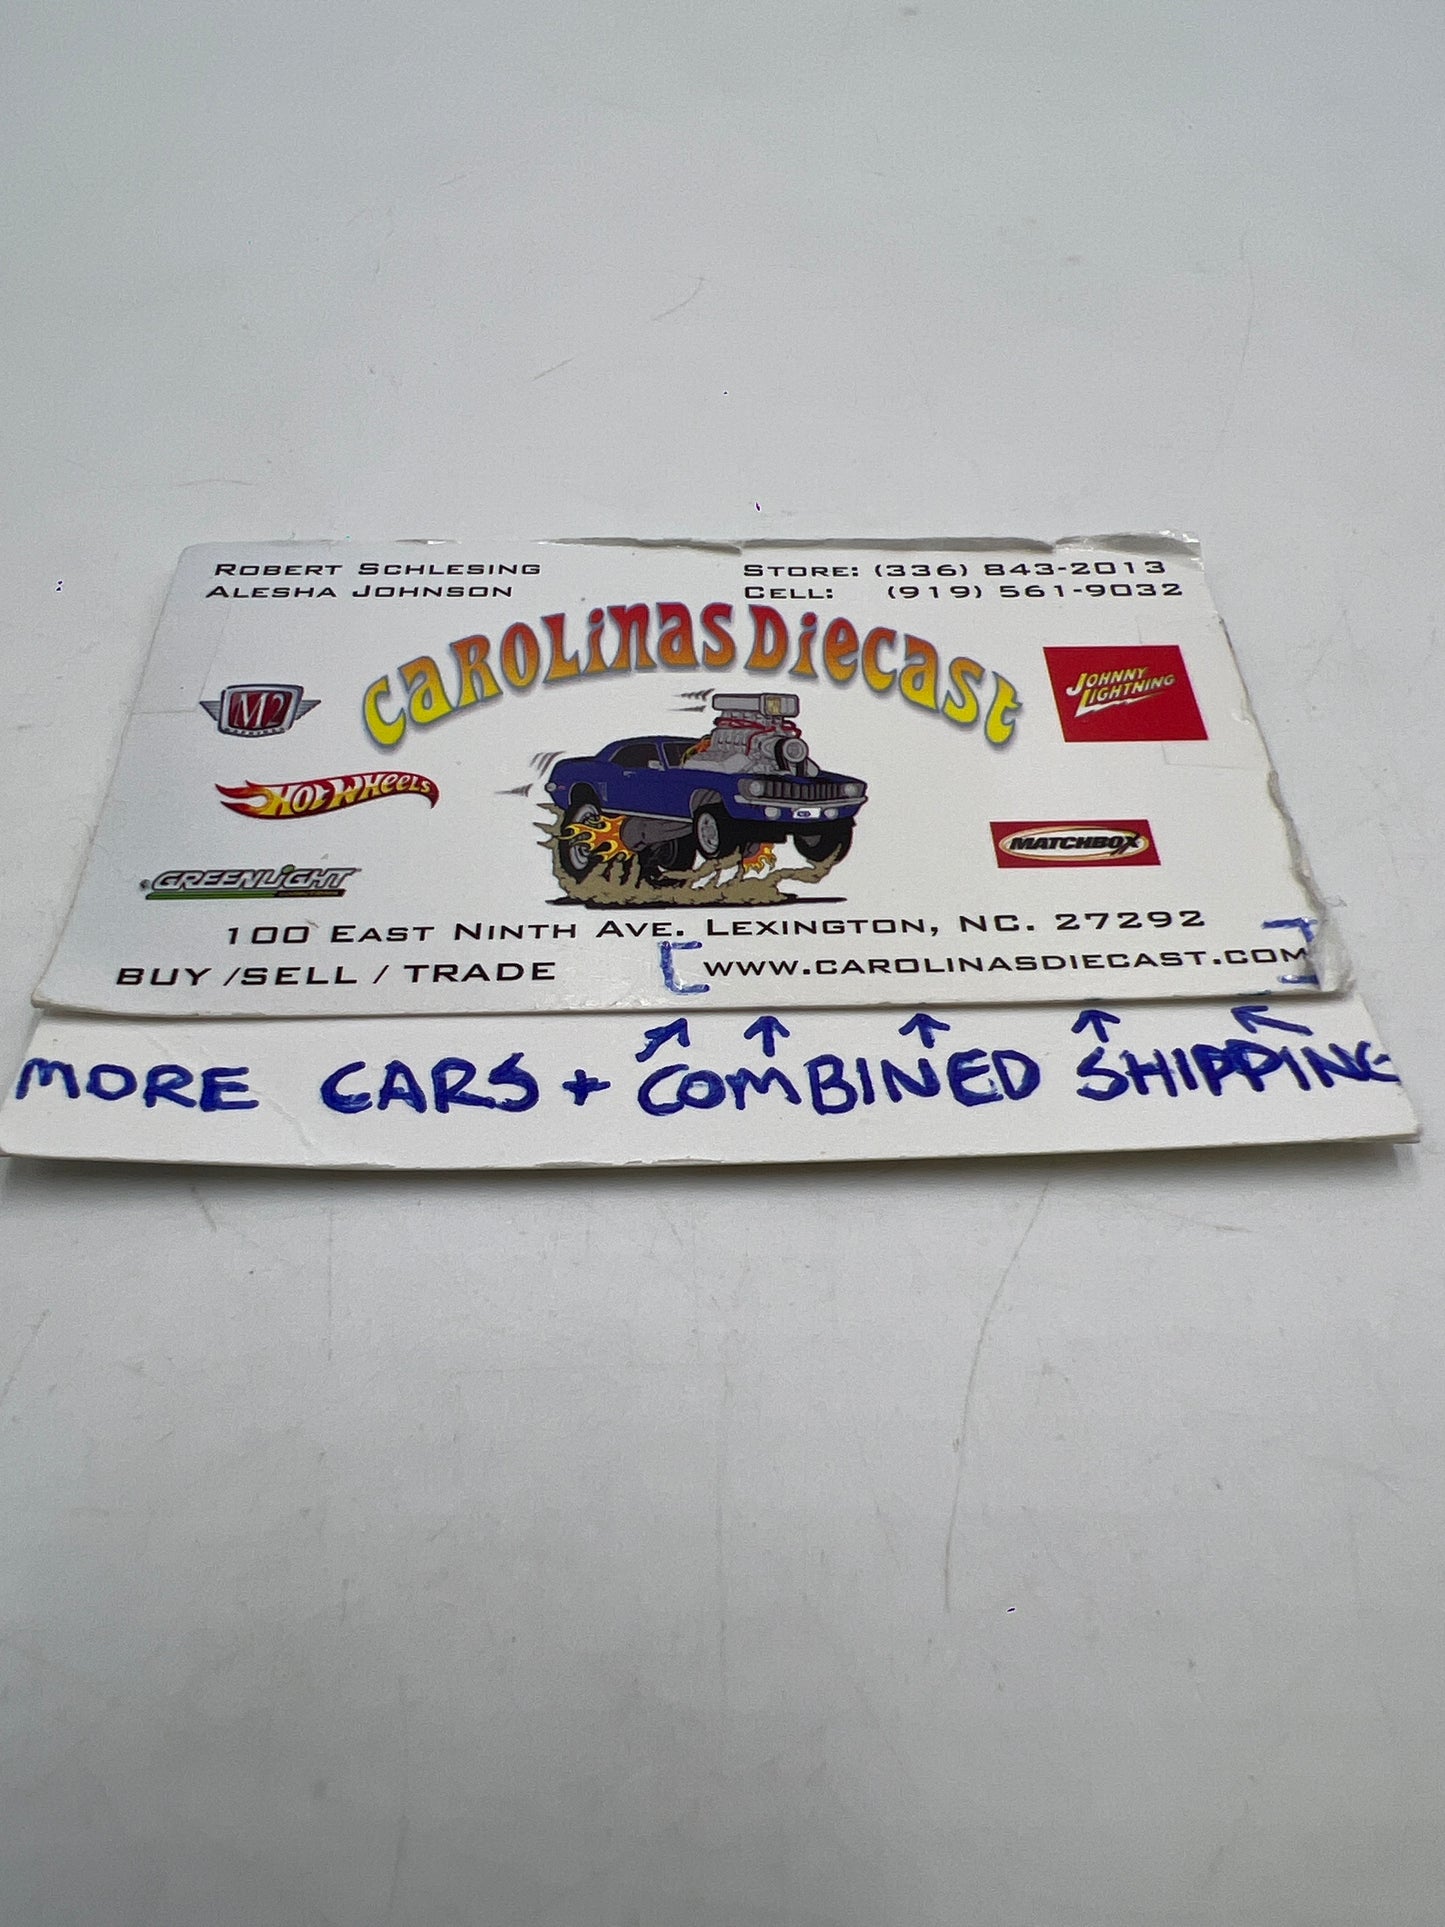 ROBERT SCHLESING
ALESHA JOHNSON
STORE: (336) 843-2013
CELL: (919) 561-9032
CAROLINAS DIECAST
M2
JOHNNY
LIGHTNING
HOT WHEELS
MATCHBOX
GREENLIGHT
100 EAST NINTH AVE. LEXINGTON, NC. 27292
BUY /SELL / TRADE
WWW.CAROLINASDIECAST.COM
MORE CARS + COMBINED SHIPPING